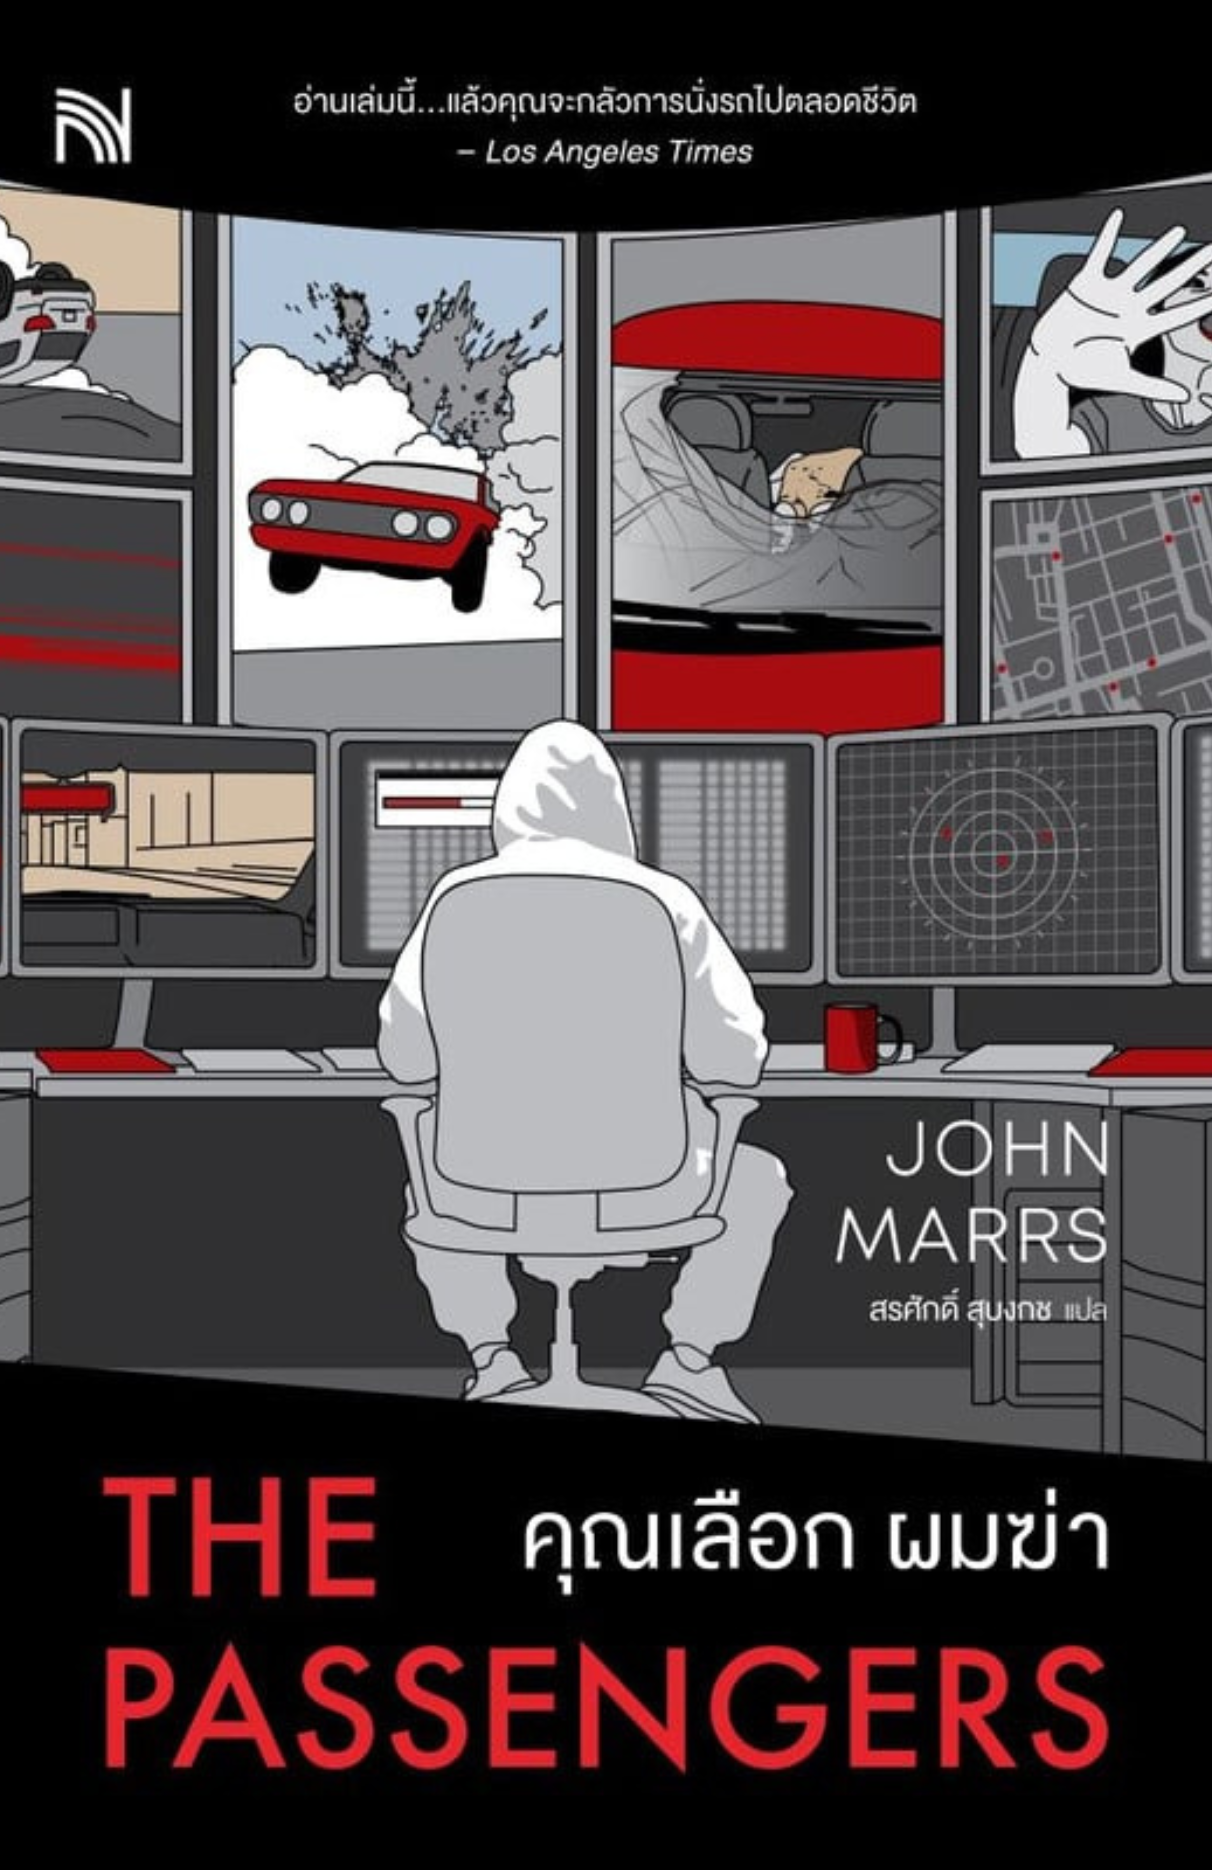 อ่านเล่มนี้...แล้วคุณจะกลัวการนั่งรถไปตลอดชีวิต
– Los Angeles Times
JOHN
MARRS
สรศักดิ์ สุบงกช แปล
THE
คุณเลือก ผมฆ่า
PASSENGERS